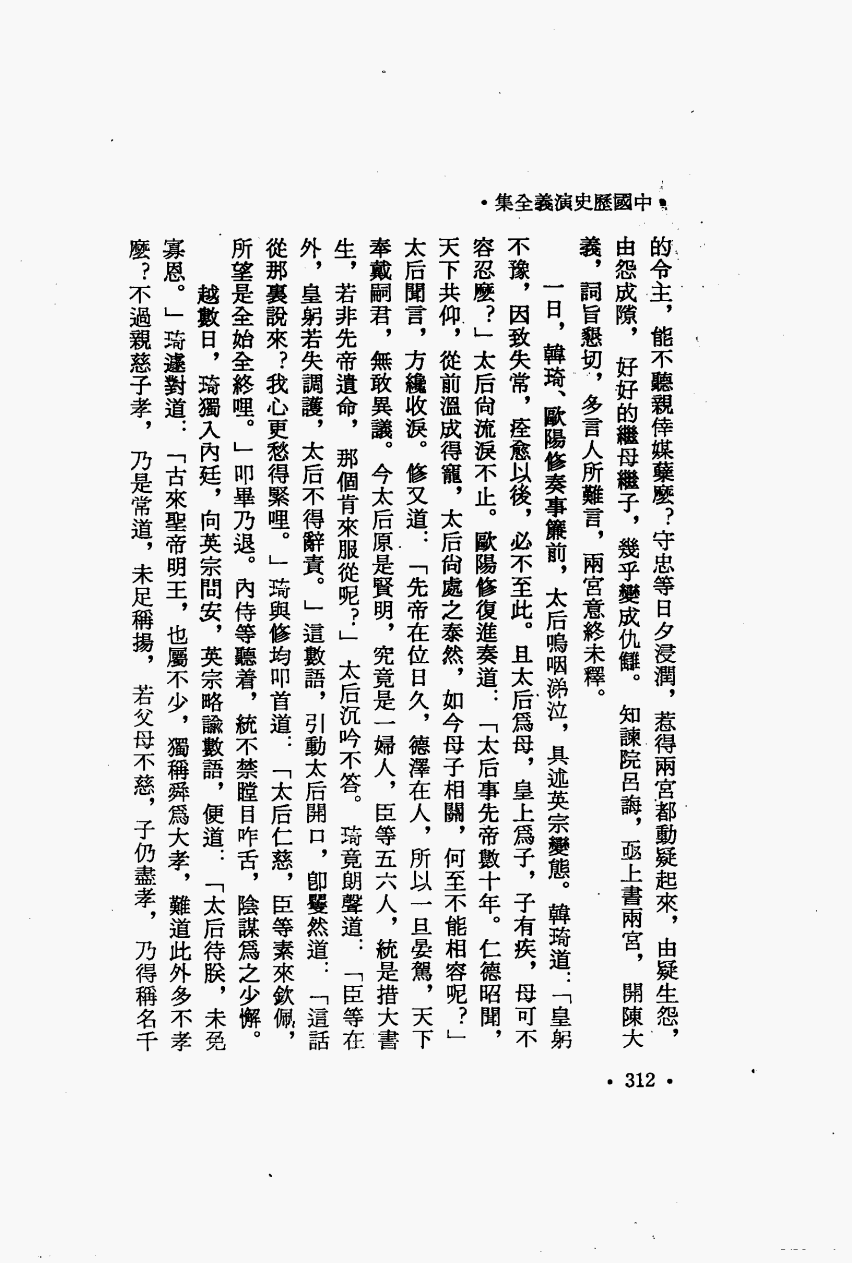 •中國歷史演義全集•
的令主，能不聽親倖媒蘗麼？守忠等日夕浸潤，惹得兩宮都動疑起來，由疑生怨，
由怨成隙，好好的繼母繼子，幾乎變成仇讎。知諫院呂誨，亟上書兩宮，開陳大
義，詞旨懇切，多言人所難言，兩宮意終未釋。
一日，韓琦、歐陽修奏事簾前，太后嗚咽涕泣，具述英宗變態。韓琦道：「皇躬
不豫，因致失常，痊愈以後，必不至此。且太后爲母，皇上爲子，子有疾，母可不
容忍麼？」太后尙流淚不止。歐陽修復進奏道：「太后事先帝數十年。仁德昭聞，
天下共仰，從前溫成得寵，太后尙處之泰然，如今母子相關，何至不能相容呢？」
太后聞言，方纔收淚。修又道：「先帝在位日久，德澤在人，所以一旦晏駕，天下
奉戴嗣君，無敢異議。今太后原是賢明，究竟是一婦人，臣等五六人，統是措大書
生，若非先帝遺命，那個肯來服從呢？」太后沉吟不答。琦竟朗聲道：「臣等在
外，皇躬若失調護，太后不得辭責。」這數語，引動太后開口，卽矍然道：「這話
從那裏說來？我心更愁得緊哩。」琦與修均叩首道：「太后仁慈，臣等素來欽佩，
所望是全始全終哩。」叩畢乃退。內侍等聽着，統不禁瞠目咋舌，陰謀爲之少懈。
越數日，琦獨入內廷，向英宗問安，英宗略諭數語，便道：「太后待朕，未免
寡恩。」琦遽對道：「古來聖帝明王，也屬不少，獨稱舜爲大孝，難道此外多不孝
麼？不過親慈子孝，乃是常道，未足稱揚，若父母不慈，子仍盡孝，乃得稱名千
•312•